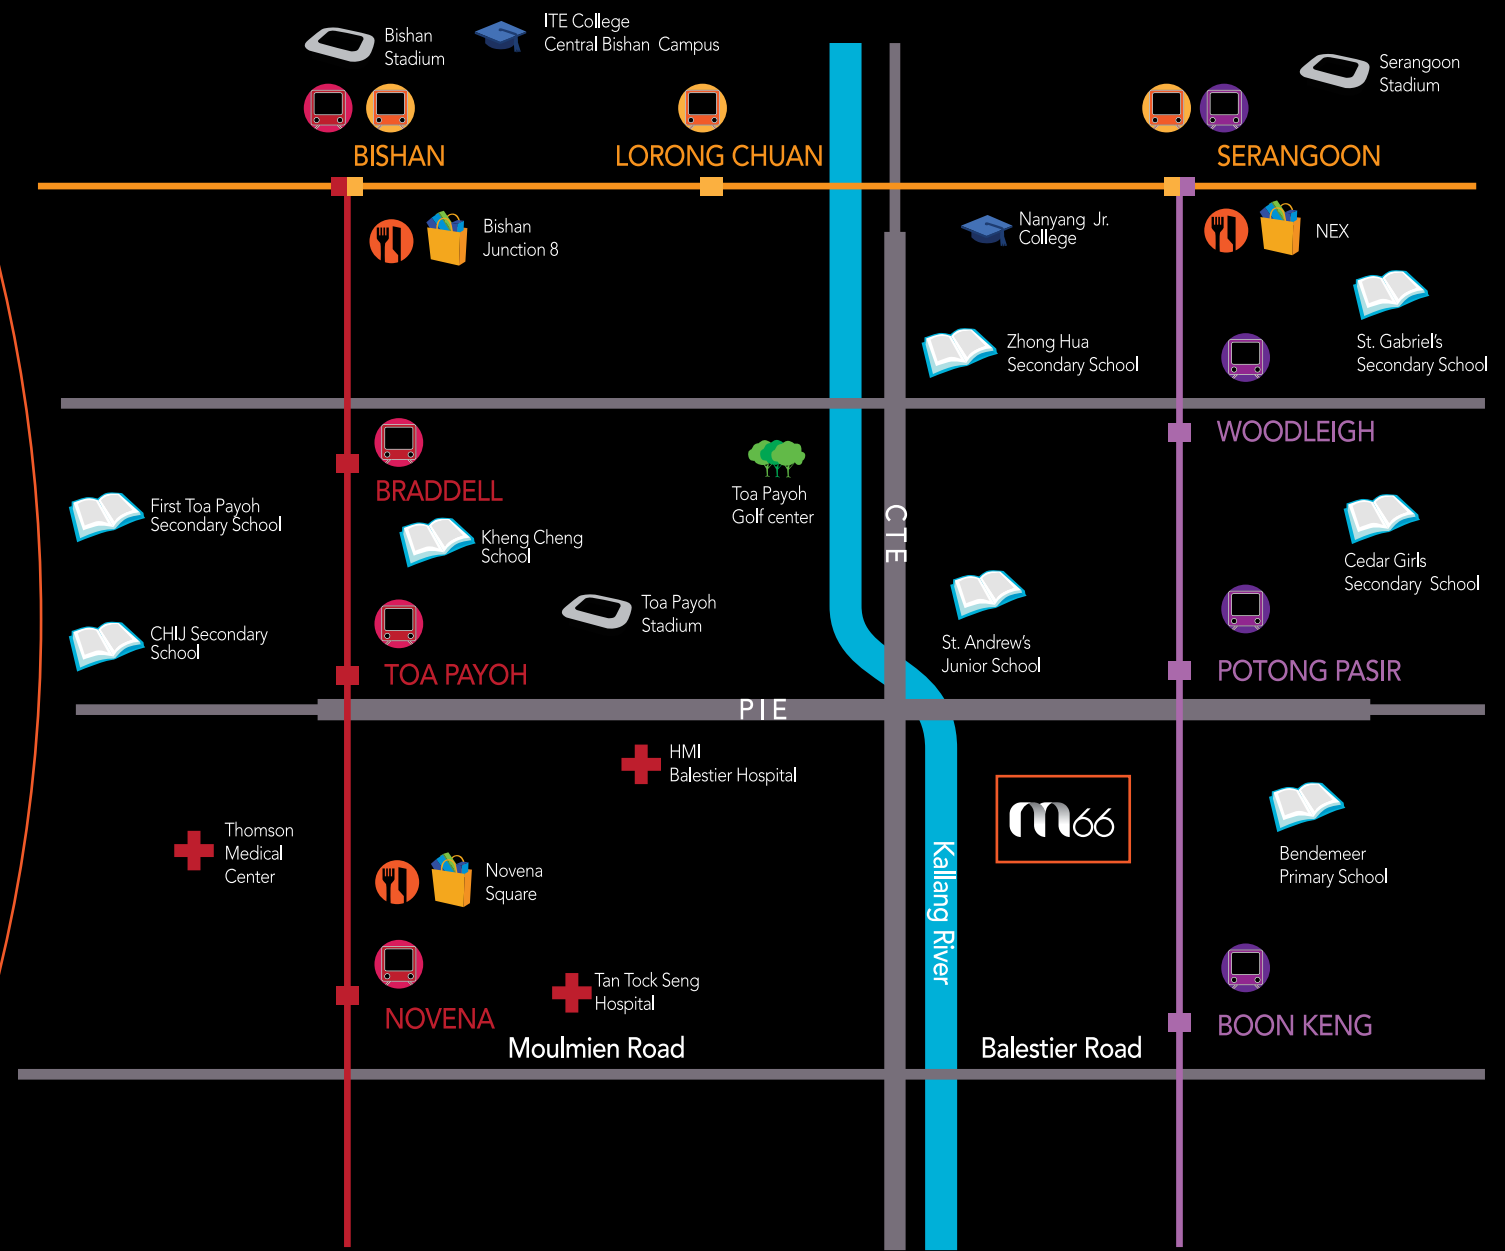 Bishan
Stadium
ITE College
Central Bishan Campus
Serangoon
Stadium
BISHAN
LORONG CHUAN
SERANGOON
Bishan
Junction 8
Nanyang Jr.
College
NEX
Zhong Hua
Secondary School
St. Gabriel's
Secondary School
WOODLEIGH
BRADDELL
First Toa Payoh
Secondary School
Kheng Cheng
School
Toa Payoh
Golf center
CTE
Cedar Girls
Secondary School
CHIJ Secondary
School
Toa Payoh
Stadium
St. Andrew's
Junior School
TOA PAYOH
POTONG PASIR
PIE
HMI
Balestier Hospital
m66
Thomson
Medical
Center
Novena
Square
Kallang River
Bendemeer
Primary School
Tan Tock Seng
Hospital
NOVENA
BOON KENG
Moulmien Road
Balestier Road